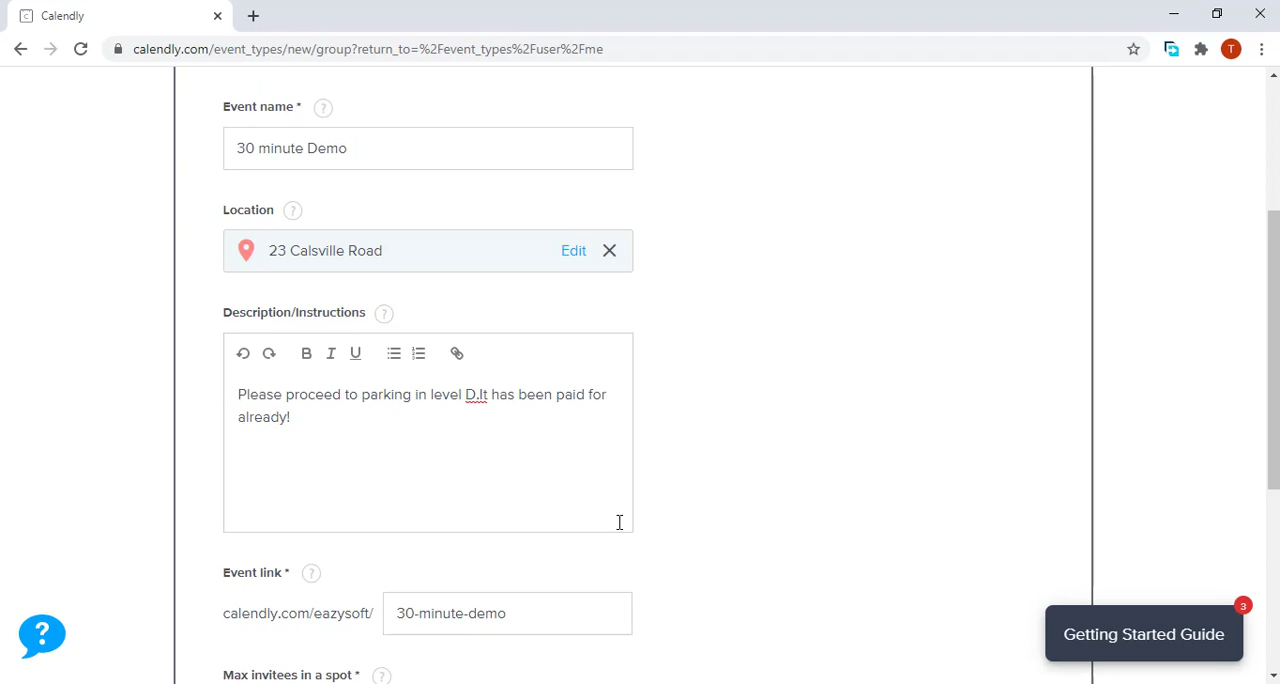 Calendly
calendly.com/event_types/new/group?return_to=%2Fevent_types%2Fuser%2Fme
T
Event name * ?
30 minute Demo
Location ?
23 Calsville Road Edit
Description/Instructions ?
B I U
Please proceed to parking in level D.It has been paid for
already!
Event link * ?
calendly.com/eazysoft/ 30-minute-demo
?
3
Getting Started Guide
Max invitees in a spot * ?